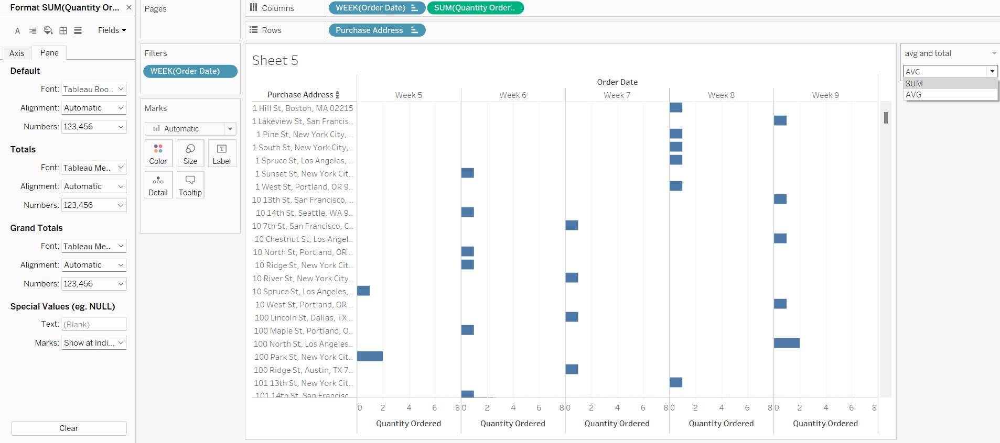 Format SUM(Quantity Or... ×
Fields
Axis Pane
Default
Font: Tableau Boo..
Alignment: Automatic
Numbers: 123,456
Totals
Font: Tableau Me..
Alignment: Automatic
Numbers: 123,456
Grand Totals
Font: Tableau Me..
Alignment: Automatic
Numbers: 123,456
Special Values (eg. NULL)
Text: (Blank)
Marks: Show at Indi...
Clear
Pages
Filters
WEEK(Order Date)
Marks
Automatic
Color Size Label
Detail Tooltip
Columns WEEK(Order Date) SUM(Quantity Order..
Rows Purchase Address
Sheet 5
Order Date
Purchase Address Week 5 Week 6 Week 7 Week 8 Week 9
1 Hill St, Boston, MA 02215
1 Lakeview St, San Francis..
1 Pine St, New York City, ..
1 South St, New York City,..
1 Spruce St, Los Angeles, ..
1 Sunset St, New York Cit..
1 West St, Portland, OR 9..
10 13th St, San Francisco, ..
10 14th St, Seattle, WA 9..
10 7th St, San Francisco, C..
10 Chestnut St, Los Angel..
10 North St, Portland, OR ..
10 Ridge St, New York Cit..
10 River St, New York City..
10 Spruce St, Los Angeles,..
10 West St, Portland, OR ..
100 Lincoln St, Dallas, TX ..
100 Maple St, Portland, O..
100 North St, Los Angeles..
100 Park St, New York Cit..
100 Ridge St, Austin, TX 7..
101 13th St, New York Cit..
101 14th St, San Francisc..
0 2 4 6 8 0 2 4 6 8 0 2 4 6 8 0 2 4 6 8 0 2 4 6 8
Quantity Ordered Quantity Ordered Quantity Ordered Quantity Ordered Quantity Ordered
avg and total
AVG
SUM
AVG